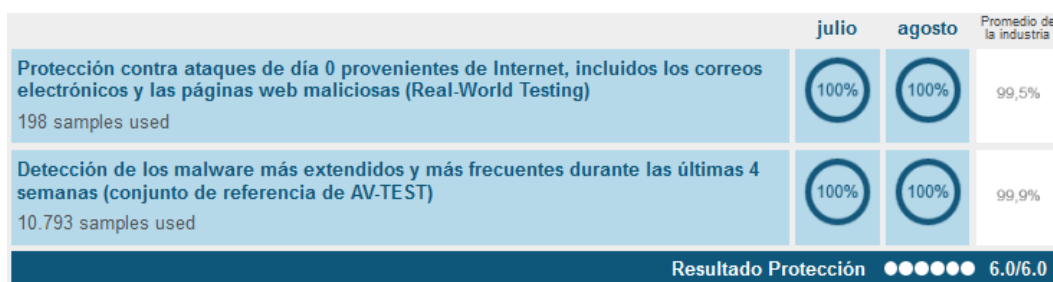 julio agosto Promedio de
la industria
Protección contra ataques de día 0 provenientes de Internet, incluidos los correos
electrónicos y las páginas web maliciosas (Real-World Testing)
198 samples used
100% 100% 99,5%
Detección de los malware más extendidos y más frecuentes durante las últimas 4
semanas (conjunto de referencia de AV-TEST)
10.793 samples used
100% 100% 99,9%
Resultado Protección 6.0/6.0